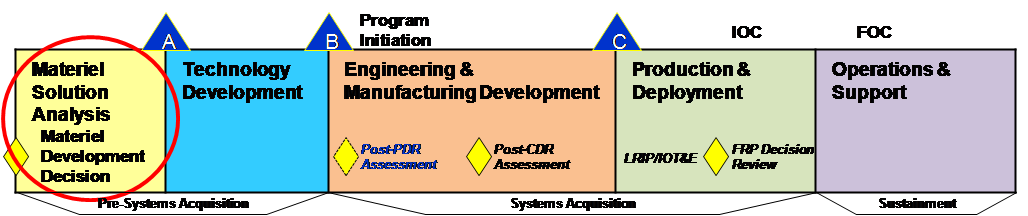 Program
Initiation
IOC
FOC
A
B
C
Materiel
Solution
Analysis
Materiel
Development
Decision
Technology
Development
Engineering &
Manufacturing Development
Post-PDR
Assessment
Post-CDR
Assessment
Production &
Deployment
LRIP/IOT&E
FRP Decision
Review
Operations &
Support
Pre-Systems Acquisition
Systems Acquisition
Sustainment